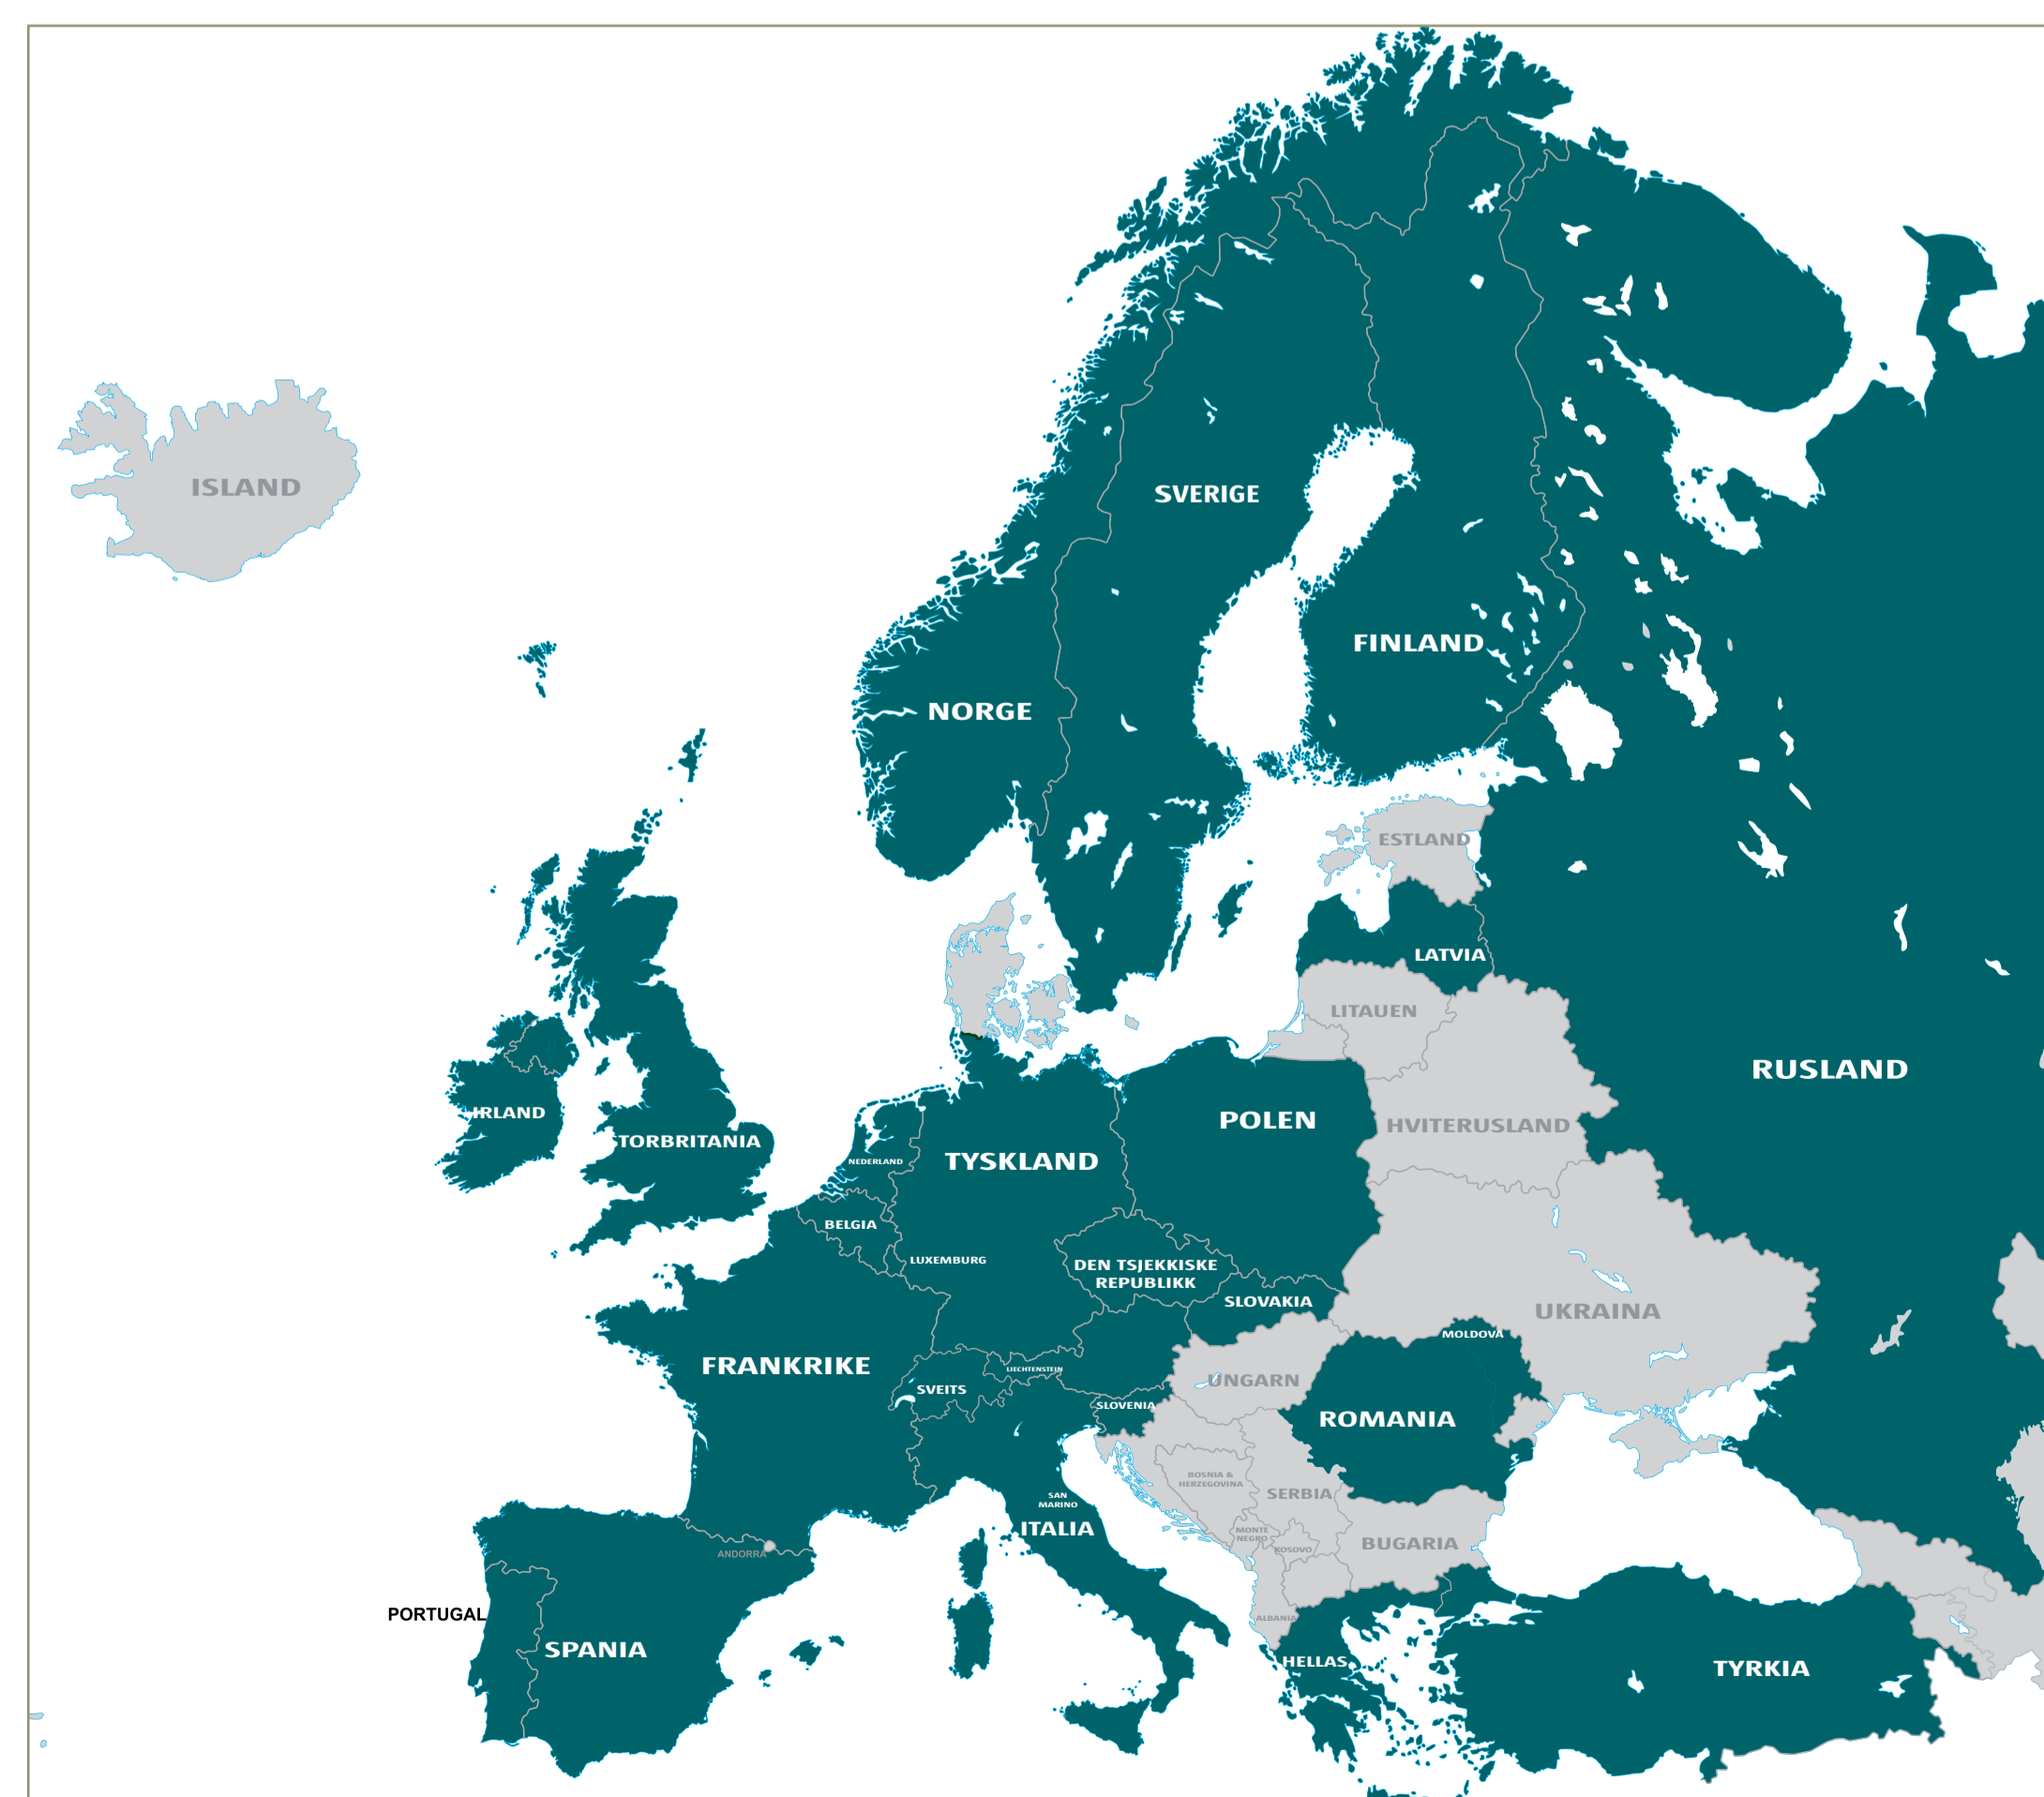 ISLAND
SVERIGE
FINLAND
NORGE
ESTLAND
LATVIA
LITAUEN
RUSLAND
IRLAND
POLEN
HVITERUSLAND
TORBRITANIA
NEDERLAND
TYSKLAND
BELGIA
LUXEMBURG
DEN TSJEKKISKE
REPUBLIKK
SLOVAKIA
UKRAINA
MOLDOVA
FRANKRIKE
LIECHTENSTEIN
UNGARN
SVEITS
SLOVENIA
ROMANIA
BOSNIA &
HERZEGOVINA
SERBIA
SAN
MARINO
ITALIA
MONTE
NEGRO
BUGARIA
KOSOVO
ANDORRA
PORTUGAL
ALBANIA
SPANIA
HELLAS
TYRKIA